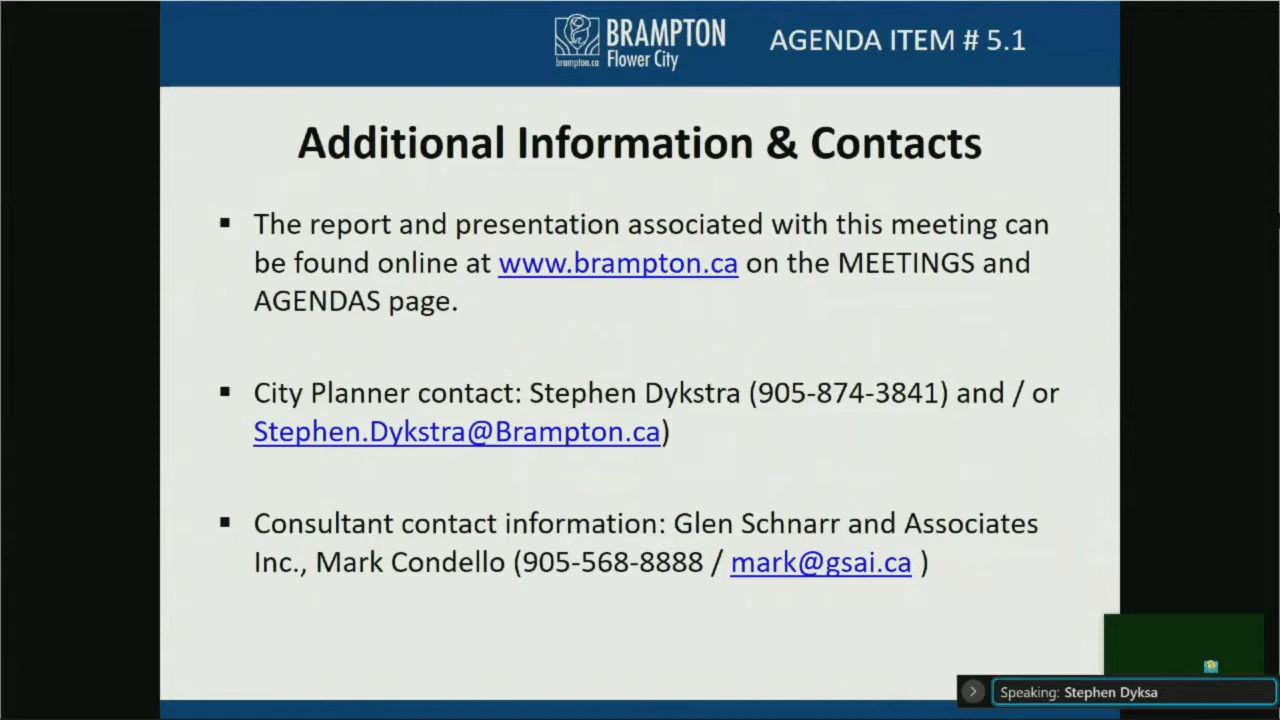 BRAMPTON
brampton.ca
Flower City
AGENDA ITEM # 5.1
Additional Information & Contacts
▪ The report and presentation associated with this meeting can
be found online at www.brampton.ca on the MEETINGS and
AGENDAS page.
▪ City Planner contact: Stephen Dykstra (905-874-3841) and / or
Stephen.Dykstra@Brampton.ca)
▪ Consultant contact information: Glen Schnarr and Associates
Inc., Mark Condello (905-568-8888 / mark@gsai.ca )
Speaking: Stephen Dyksa